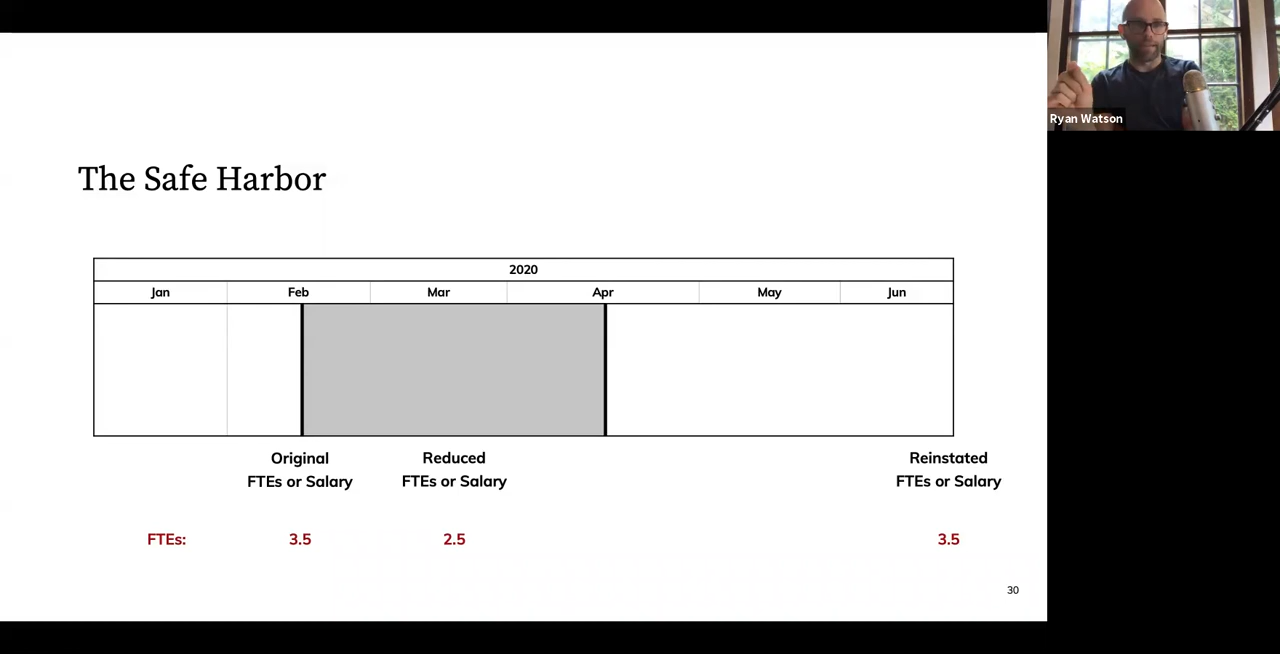 Ryan Watson
The Safe Harbor
2020
Jan Feb Mar Apr May Jun
Original Reduced Reinstated
FTEs or Salary FTEs or Salary FTEs or Salary
FTEs: 3.5 2.5 3.5
30